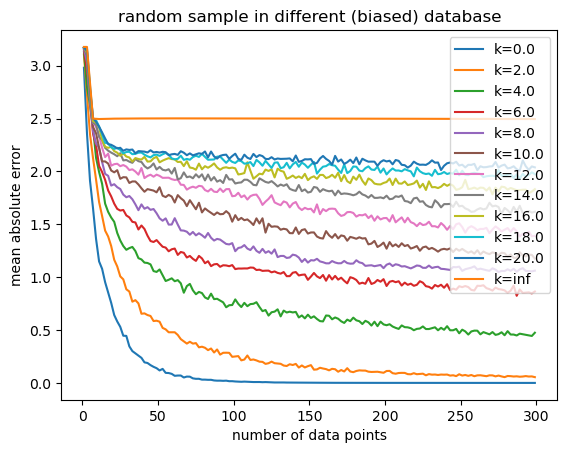 random sample in different (biased) database
mean absolute error
3.0
2.5
2.0
1.5
1.0
0.5
0.0
k=0.0
k=2.0
k=4.0
k=6.0
k=8.0
k=10.0
k=12.0
k=14.0
k=16.0
k=18.0
k=20.0
k=inf
0
50
100
150
200
250
300
number of data points